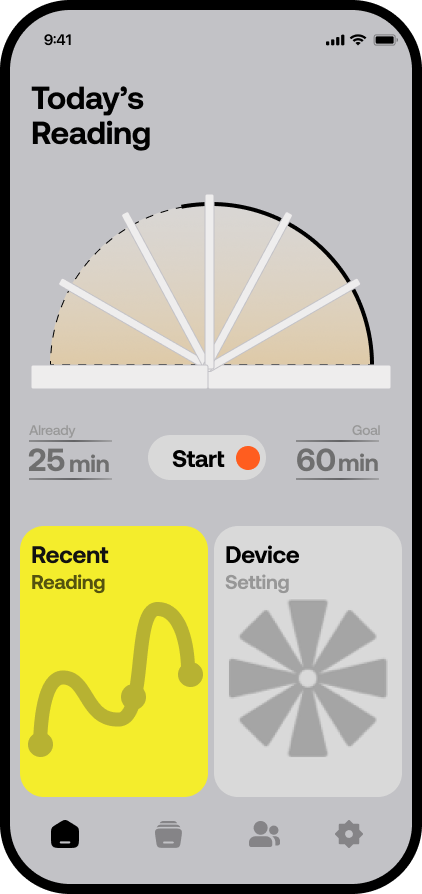 9:41
Today’s
Reading
Already
Goal
25 min
Start
60 min
Recent
Reading
Device
Setting